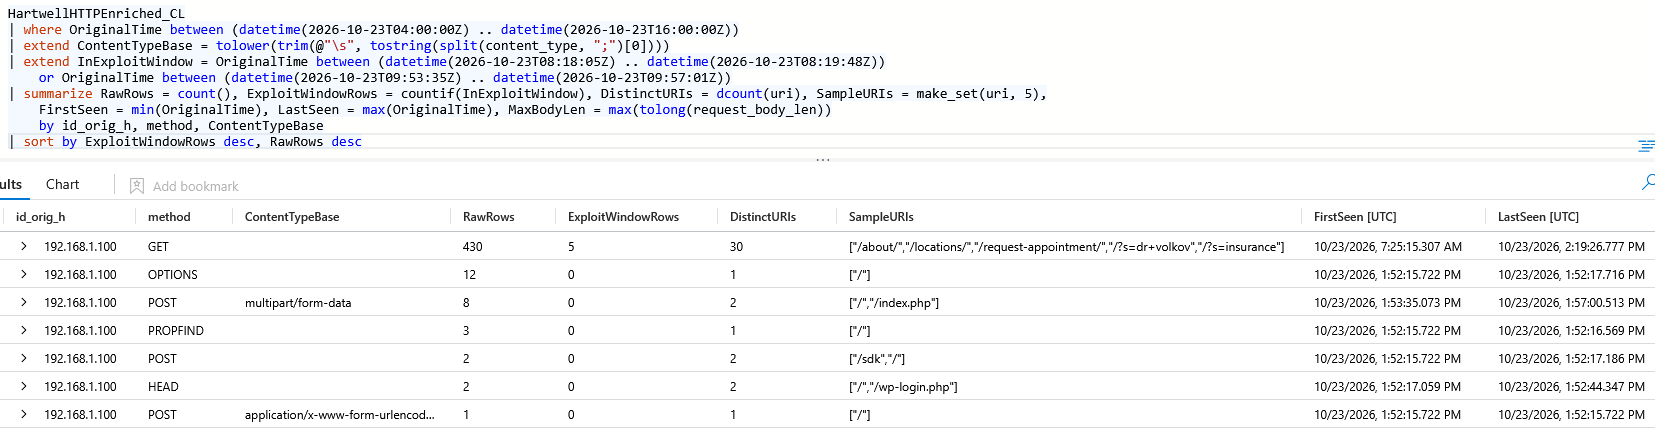 HartwellHTTPEnriched_CL
| where OriginalTime between (datetime(2026-10-23T04:00:00Z) .. datetime(2026-10-23T16:00:00Z))
| extend ContentTypeBase = tolower(trim(@"\s", tostring(split(content_type, ";")[0])))
| extend InExploitWindow = OriginalTime between (datetime(2026-10-23T08:18:05Z) .. datetime(2026-10-23T08:19:48Z))
or OriginalTime between (datetime(2026-10-23T09:53:35Z) .. datetime(2026-10-23T09:57:01Z))
| summarize RawRows = count(), ExploitWindowRows = countif(InExploitWindow), DistinctURIs = dcount(uri), SampleURIs = make_set(uri, 5),
FirstSeen = min(OriginalTime), LastSeen = max(OriginalTime), MaxBodyLen = max(tolong(request_body_len))
by id_orig_h, method, ContentTypeBase
| sort by ExploitWindowRows desc, RawRows desc
...
ults Chart Add bookmark
id_orig_h method ContentTypeBase RawRows ExploitWindowRows DistinctURIs SampleURIs FirstSeen [UTC] LastSeen [UTC]
192.168.1.100 GET 430 5 30 ["/about/","/locations/","/request-appointment/","/?s=dr+volkov","/?s=insurance"] 10/23/2026, 7:25:15.307 AM 10/23/2026, 2:19:26.777 PM
192.168.1.100 OPTIONS 12 0 1 ["/"] 10/23/2026, 1:52:15.722 PM 10/23/2026, 1:52:17.716 PM
192.168.1.100 POST multipart/form-data 8 0 2 ["/","/index.php"] 10/23/2026, 1:53:35.073 PM 10/23/2026, 1:57:00.513 PM
192.168.1.100 PROPFIND 3 0 1 ["/"] 10/23/2026, 1:52:15.722 PM 10/23/2026, 1:52:16.569 PM
192.168.1.100 POST 2 0 2 ["/sdk","/"] 10/23/2026, 1:52:15.722 PM 10/23/2026, 1:52:17.186 PM
192.168.1.100 HEAD 2 0 2 ["/","/wp-login.php"] 10/23/2026, 1:52:17.059 PM 10/23/2026, 1:52:44.347 PM
192.168.1.100 POST application/x-www-form-urlencod... 1 0 1 ["/"] 10/23/2026, 1:52:15.722 PM 10/23/2026, 1:52:15.722 PM